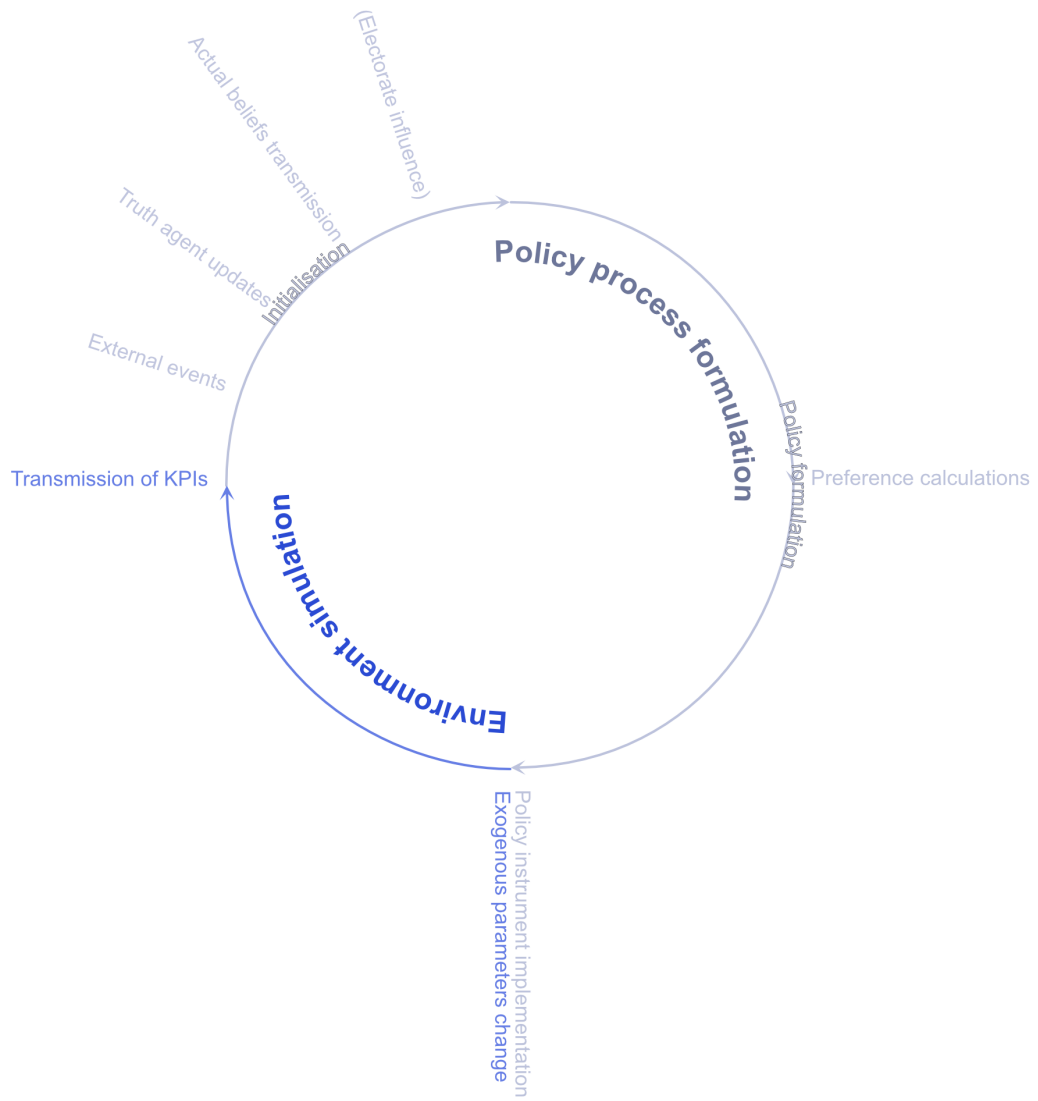 (Electorate influence)
Actual beliefs transmission
Truth agent updates
Initialisation
External events
Transmission of KPIs
Policy process formulation
Policy formulation
Preference calculations
Environment simulation
Policy instrument implementation
Exogenous parameters change